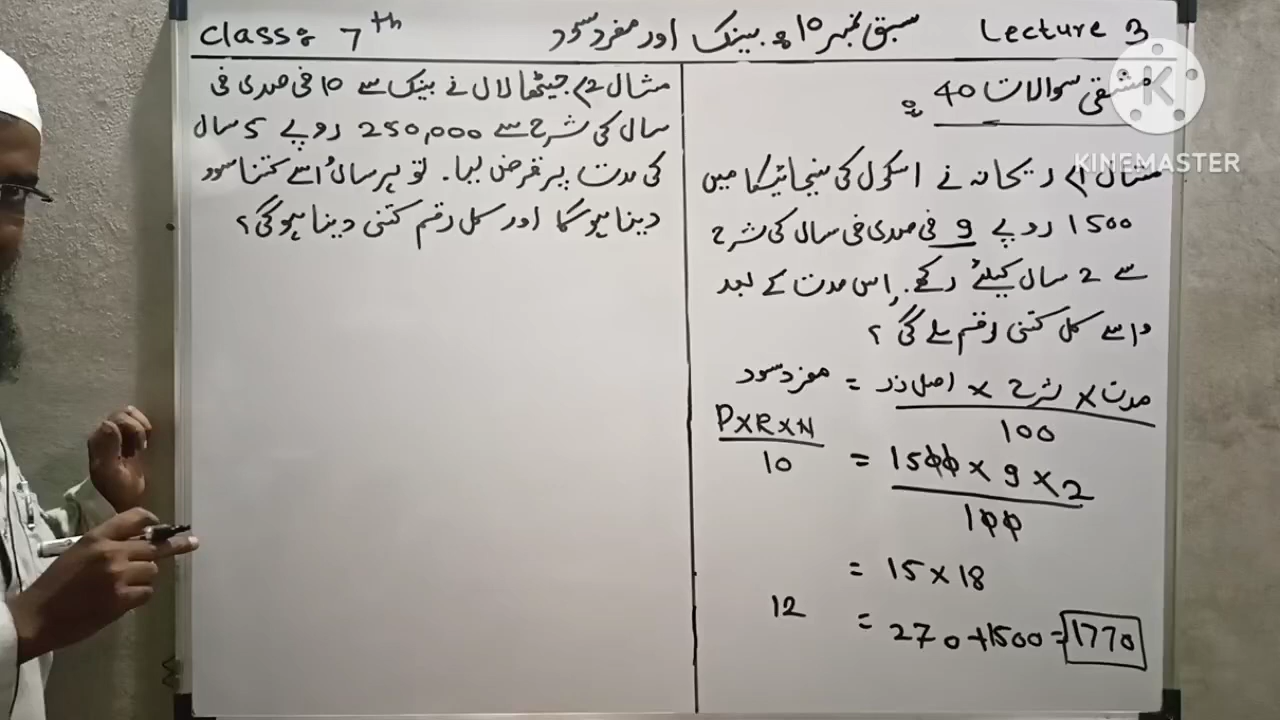 Class: 7th
سبق نمبر 10: بینک اور مفرد سود
Lecture 3
مشقی سوالات 40 :
مثال 1) ریحانہ نے اسکول کی سنچائیکا میں
1500 روپے 9 فی صدی فی سال کی شرح
سے 2 سال کیلئے رکھے. اس مدت کے بعد
اسے کل کتنی رقم ملے گی؟
مفرد سود = اصل زر × شرح × مدت
100
P×R×N
10
= 1500 × 9 × 2
100
= 15 × 18
12
= 270 + 1500 = 1770
مثال 2) جیٹھا لال نے بینک سے 10 فی صدی فی
سال کی شرح سے 250,000 روپے 5 سال
کی مدت پر قرض لیا. تو ہر سال اُسے کتنا سود
دینا ہوگا اور کل رقم کتنی دینا ہوگی؟
K
KINEMASTER